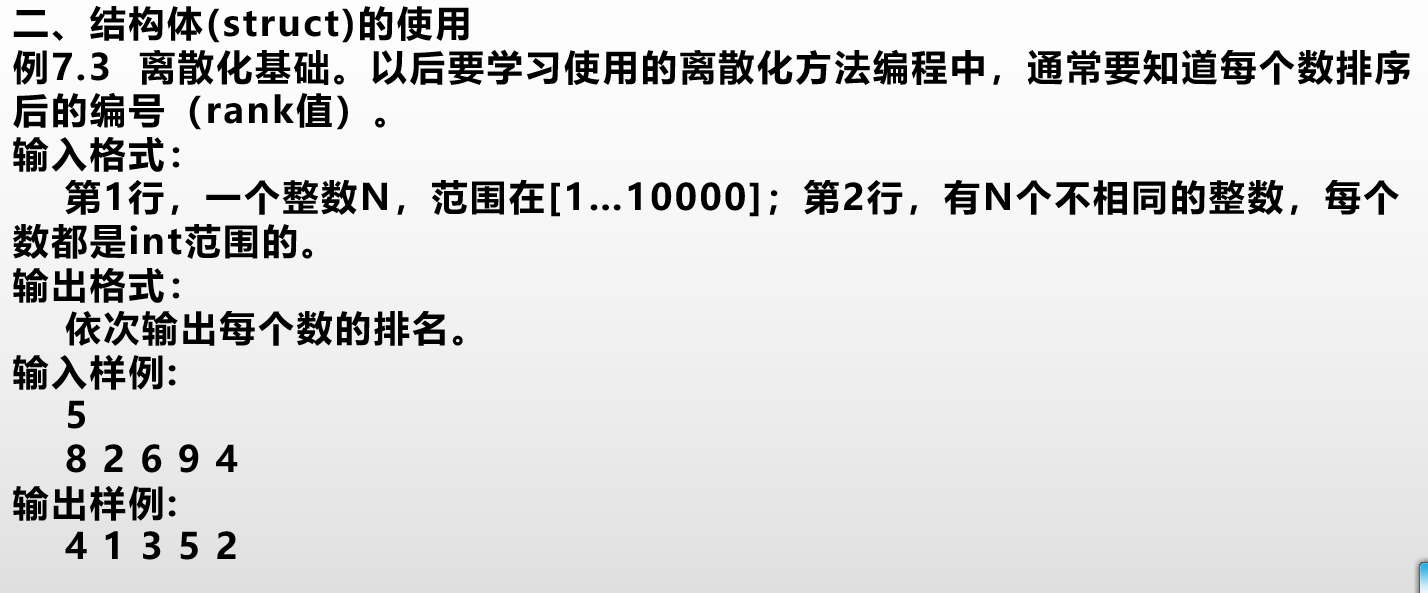 二、结构体(struct)的使用
例7.3 离散化基础。以后要学习使用的离散化方法编程中，通常要知道每个数排序
后的编号（rank值）。
输入格式：
第1行，一个整数N，范围在[1...10000]；第2行，有N个不相同的整数，每个
数都是int范围的。
输出格式：
依次输出每个数的排名。
输入样例:
5
8 2 6 9 4
输出样例:
4 1 3 5 2